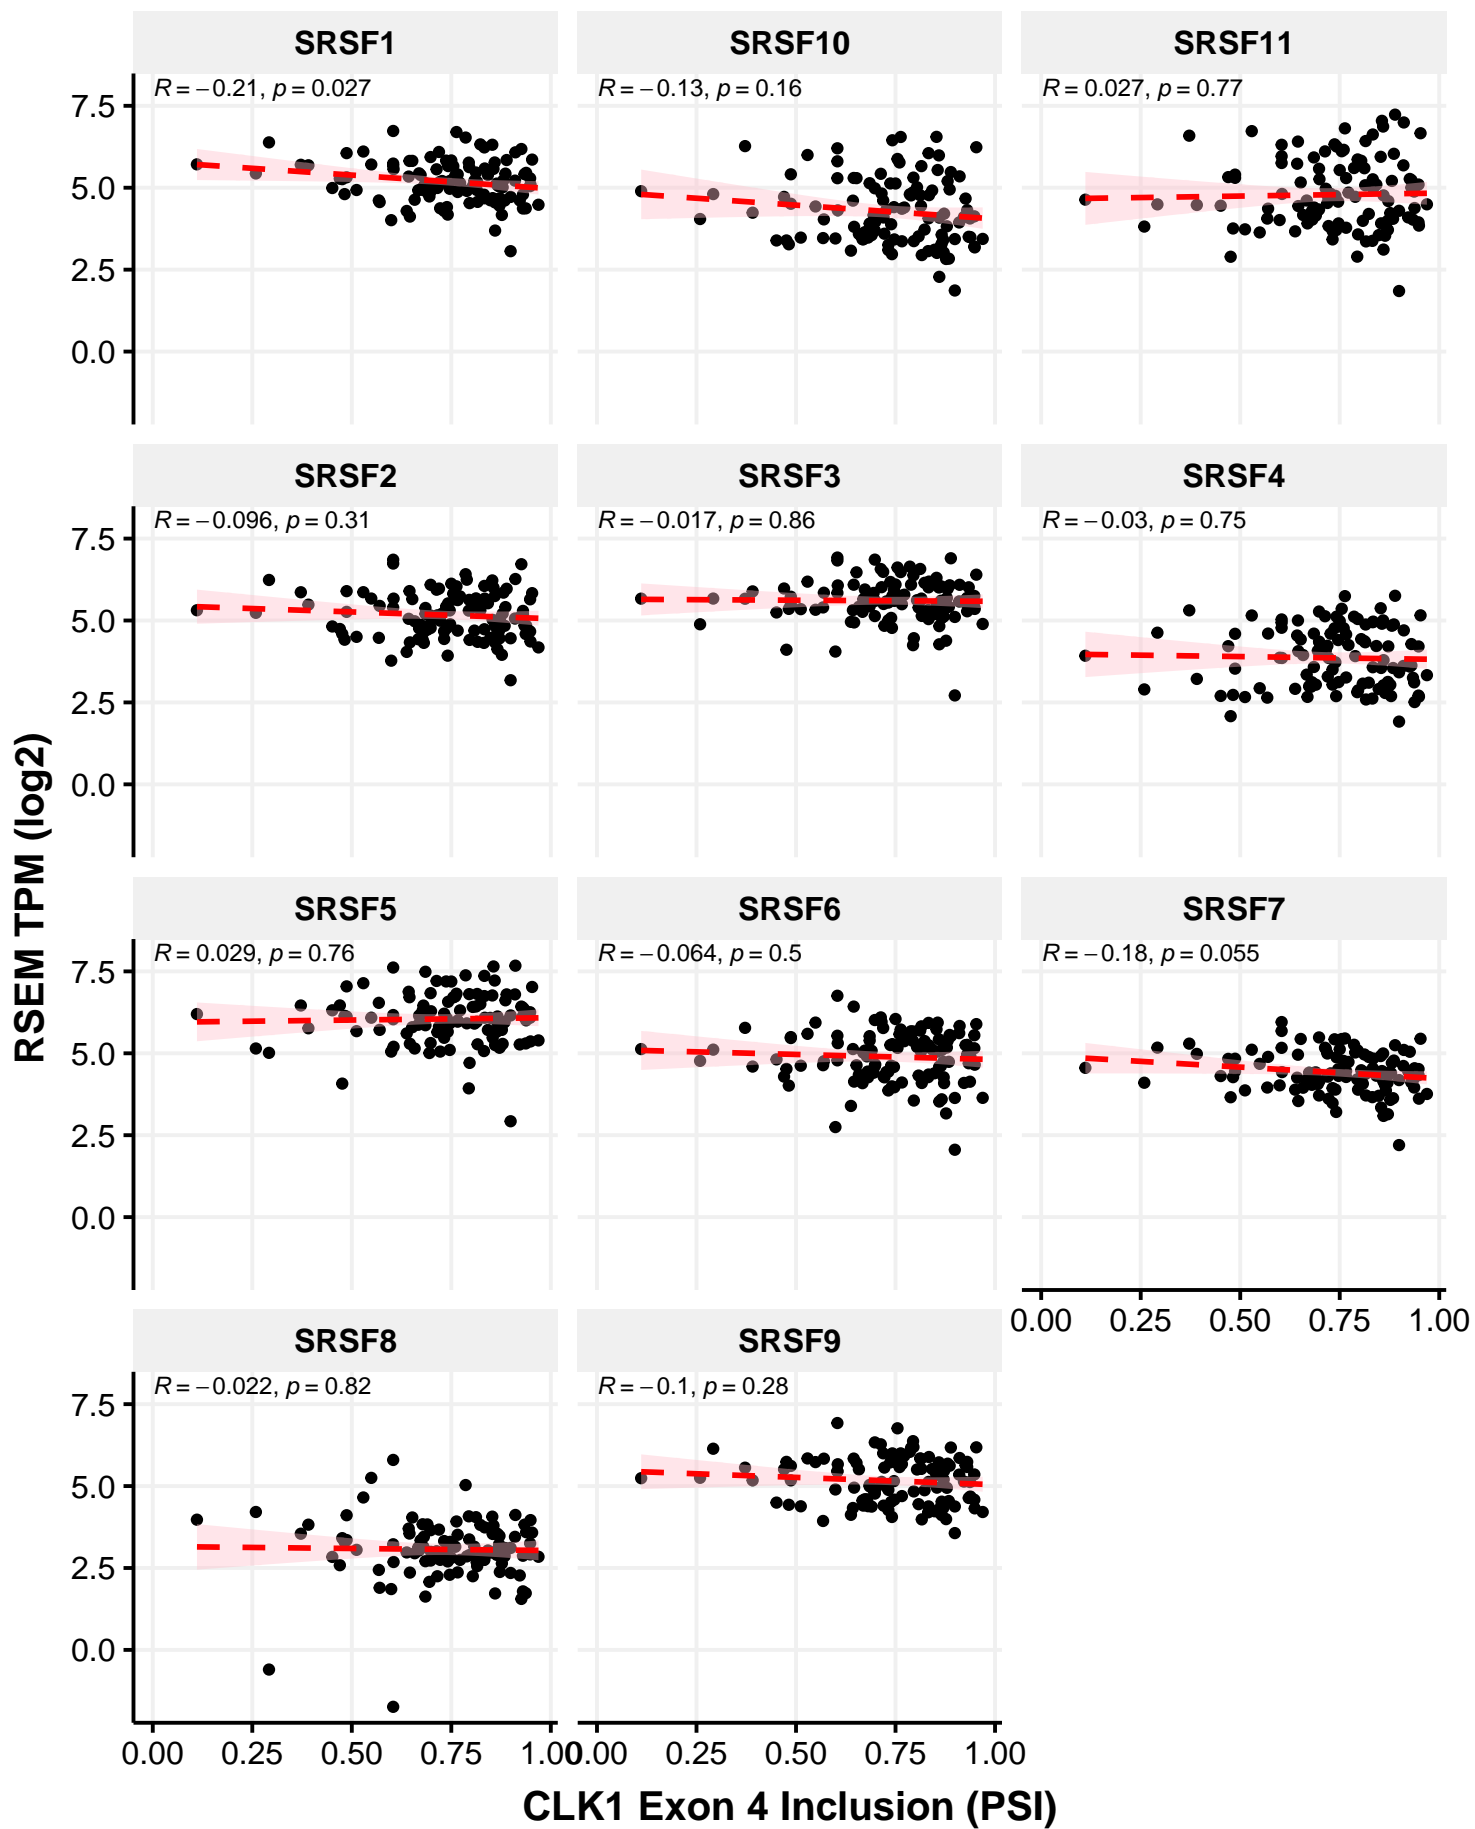 SRSF1 SRSF10 SRSF11
R = −0.21, p = 0.027 R = −0.13, p = 0.16 R = 0.027, p = 0.77
7.5
5.0
2.5
0.0
SRSF2 SRSF3 SRSF4
R = −0.096, p = 0.31 R = −0.017, p = 0.86 R = −0.03, p = 0.75
7.5
5.0
2.5
0.0
RSEM TPM (log2)
SRSF5 SRSF6 SRSF7
R = 0.029, p = 0.76 R = −0.064, p = 0.5 R = −0.18, p = 0.055
7.5
5.0
2.5
0.0
0.00 0.25 0.50 0.75 1.00
SRSF8 SRSF9
R = −0.022, p = 0.82 R = −0.1, p = 0.28
7.5
5.0
2.5
0.0
0.00 0.25 0.50 0.75 1.00 0.00 0.25 0.50 0.75 1.00
CLK1 Exon 4 Inclusion (PSI)